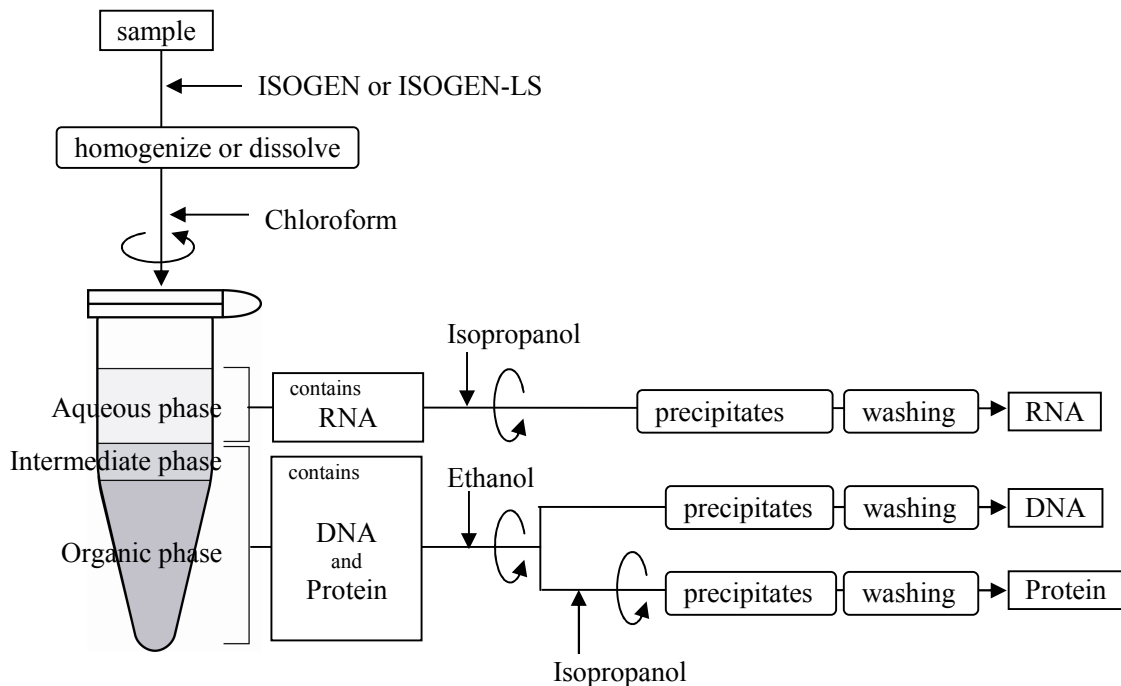 sample
ISOGEN or ISOGEN-LS
homogenize or dissolve
Chloroform
Isopropanol
Aqueous phase
contains
RNA
precipitates
washing
RNA
Intermediate phase
Organic phase
contains
DNA
and
Protein
Ethanol
precipitates
washing
DNA
Isopropanol
precipitates
washing
Protein